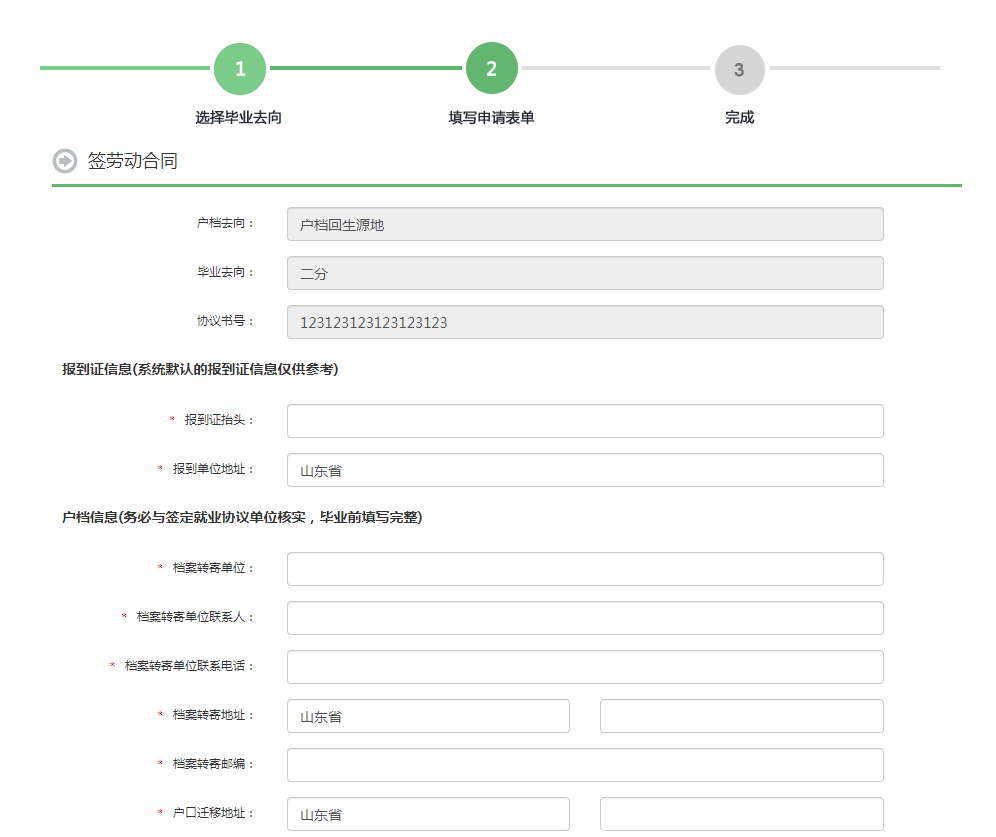 1
2
3
选择毕业去向
填写申请表单
完成
签劳动合同
户档去向：
户档回生源地
毕业去向：
二分
协议书号：
123123123123123123
报到证信息(系统默认的报到证信息仅供参考)
* 报到证抬头：
* 报到单位地址：
山东省
户档信息(务必与签定就业协议单位核实，毕业前填写完整)
* 档案转寄单位：
* 档案转寄单位联系人：
* 档案转寄单位联系电话：
* 档案转寄地址：
山东省
* 档案转寄邮编：
* 户口迁移地址：
山东省